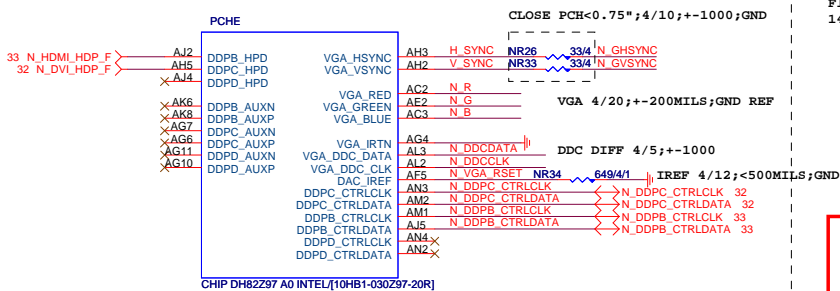 CLOSE PCH<0.75";4/10;+-1000;GND
PCHE
33 N_HDMI_HDP_F AJ2 DDPB_HPD VGA_HSYNC AH3 H_SYNC NR26 33/4 N_GHSYNC
32 N_DVI_HDP_F AH5 DDPC_HPD VGA_VSYNC AH2 V_SYNC NR33 33/4 N_GVSYNC
AJ4 DDPD_HPD
VGA_RED AC2 N_R
AK6 DDPB_AUXN VGA_GREEN AE2 N_G VGA 4/20;+-200MILS;GND REF
AK8 DDPB_AUXP VGA_BLUE AC3 N_B
AG7 DDPC_AUXN
AG6 DDPC_AUXP VGA_IRTN AG4
AG11 DDPD_AUXN VGA_DDC_DATA AL3 N_DDCDATA DDC DIFF 4/5;+-1000
AG10 DDPD_AUXP VGA_DDC_CLK AL2 N_DDCCLK
DAC_IREF AF5 N_VGA_RSET NR34 649/4/1 IREF 4/12;<500MILS;GND
DDPC_CTRLCLK AN3 N_DDPC_CTRLCLK N_DDPC_CTRLCLK 32
DDPC_CTRLDATA AM2 N_DDPC_CTRLDATA N_DDPC_CTRLDATA 32
DDPB_CTRLCLK AM1 N_DDPB_CTRLCLK N_DDPB_CTRLCLK 33
DDPB_CTRLDATA AJ5 N_DDPB_CTRLDATA N_DDPB_CTRLDATA 33
DDPD_CTRLCLK AN4
DDPD_CTRLDATA AN2
CHIP DH82Z97 A0 INTEL/[10HB1-030Z97-20R]